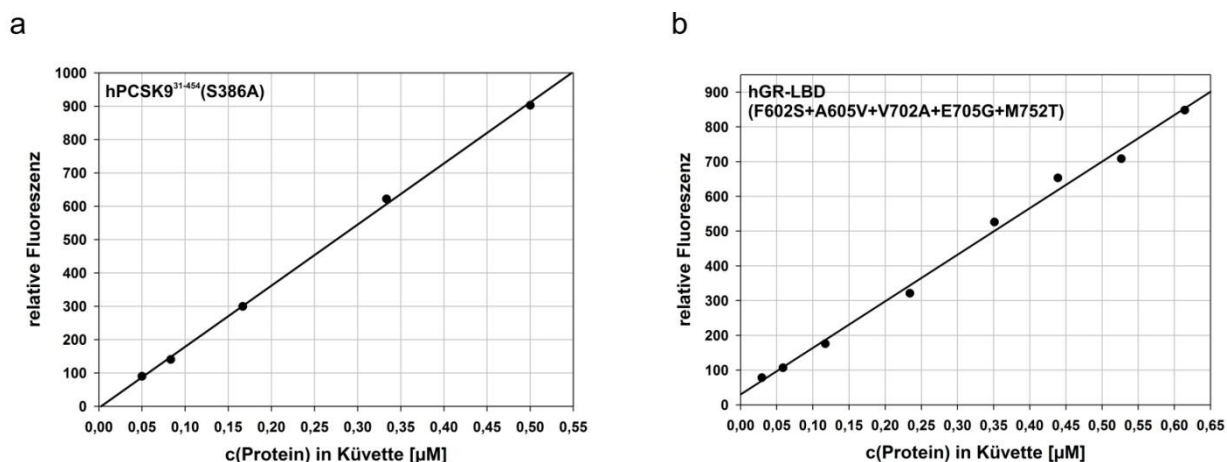 a
hPCSK9³¹⁻⁴⁵⁴(S386A)
relative Fluoreszenz
1000
900
800
700
600
500
400
300
200
100
0
0,00 0,05 0,10 0,15 0,20 0,25 0,30 0,35 0,40 0,45 0,50 0,55
c(Protein) in Küvette [µM]
b
hGR-LBD
(F602S+A605V+V702A+E705G+M752T)
relative Fluoreszenz
900
800
700
600
500
400
300
200
100
0
0,00 0,05 0,10 0,15 0,20 0,25 0,30 0,35 0,40 0,45 0,50 0,55 0,60 0,65
c(Protein) in Küvette [µM]